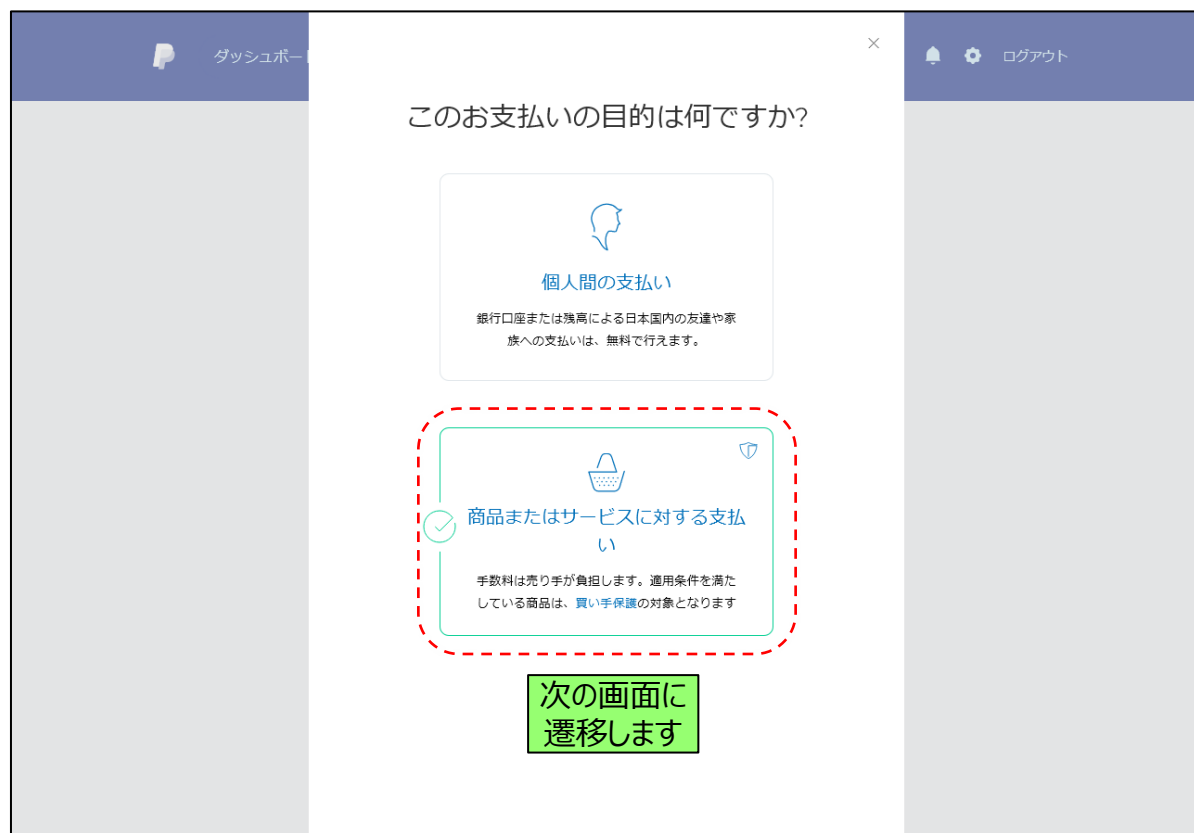 ダッシュボード ログアウト
このお支払いの目的は何ですか?
個人間の支払い
銀行口座または残高による日本国内の友達や家
族への支払いは、無料で行えます。
商品またはサービスに対する支払
い
手数料は売り手が負担します。適用条件を満た
している商品は、買い手保護の対象となります
次の画面に
遷移します